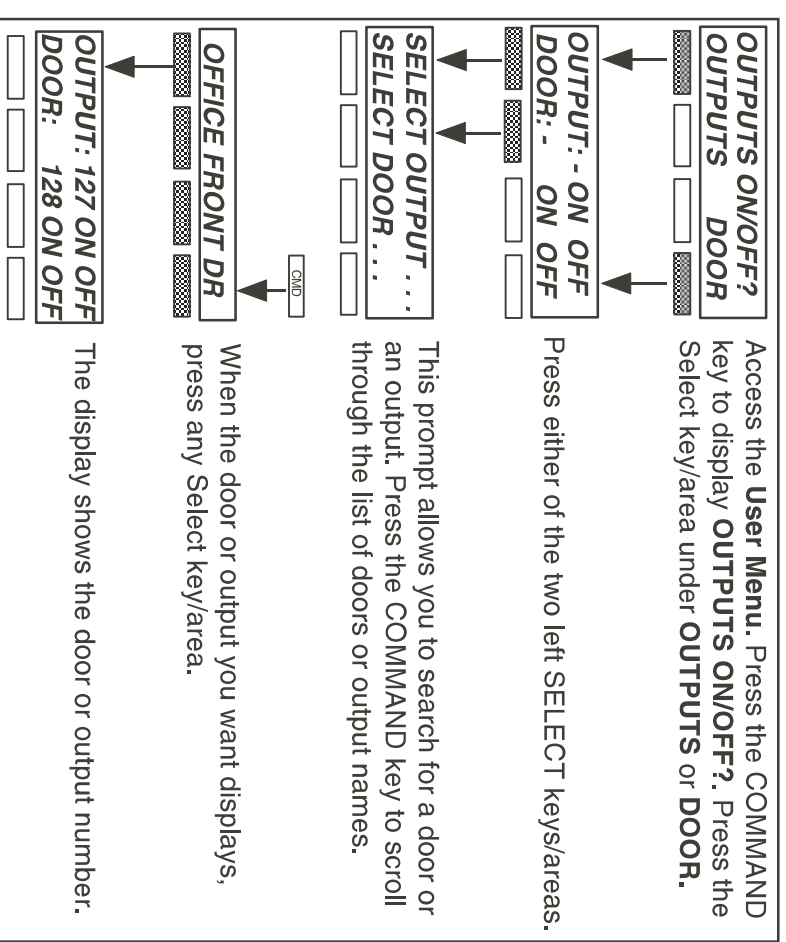 OUTPUTS ON/OFF?
OUTPUTS DOOR
Access the User Menu. Press the COMMAND
key to display OUTPUTS ON/OFF?. Press the
Select key/area under OUTPUTS or DOOR.
OUTPUT: - ON OFF
DOOR: - ON OFF
Press either of the two left SELECT keys/areas.
SELECT OUTPUT . . .
SELECT DOOR . . .
This prompt allows you to search for a door or
an output. Press the COMMAND key to scroll
through the list of doors or output names.
CMD
OFFICE FRONT DR
When the door or output you want displays,
press any Select key/area.
OUTPUT: 127 ON OFF
DOOR: 128 ON OFF
The display shows the door or output number.